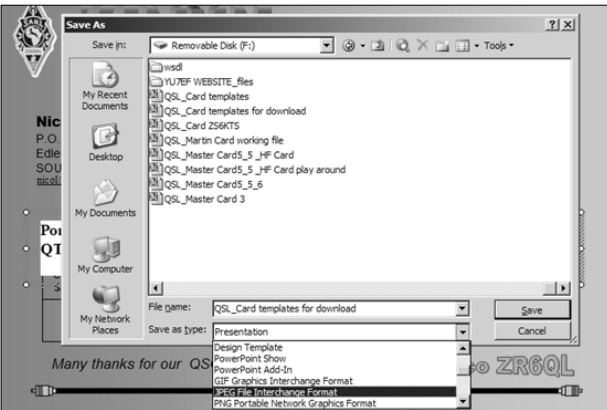 SARL
Save As
Save in:
Removable Disk (F:)
Tools
wsdl
YU7EF WEBSITE_files
QSL_Card templates
QSL_Card templates for download
QSL_Card ZS6KTS
QSL_Martin Card working file
QSL_Master Card5_5 _HF Card
QSL_Master Card5_5 _HF Card play around
QSL_Master Card5_5_6
QSL_Master Card 3
My Recent
Documents
Desktop
My Documents
My Computer
My Network
Places
File name:
QSL_Card templates for download
Save
Save as type:
Presentation
Cancel
Design Template
PowerPoint Show
PowerPoint Add-In
GIF Graphics Interchange Format
JPEG File Interchange Format
PNG Portable Network Graphics Format
Nic
P.O.
Edle
SOU
nicol
Por
QT
Many thanks for our QS
ZR6QL